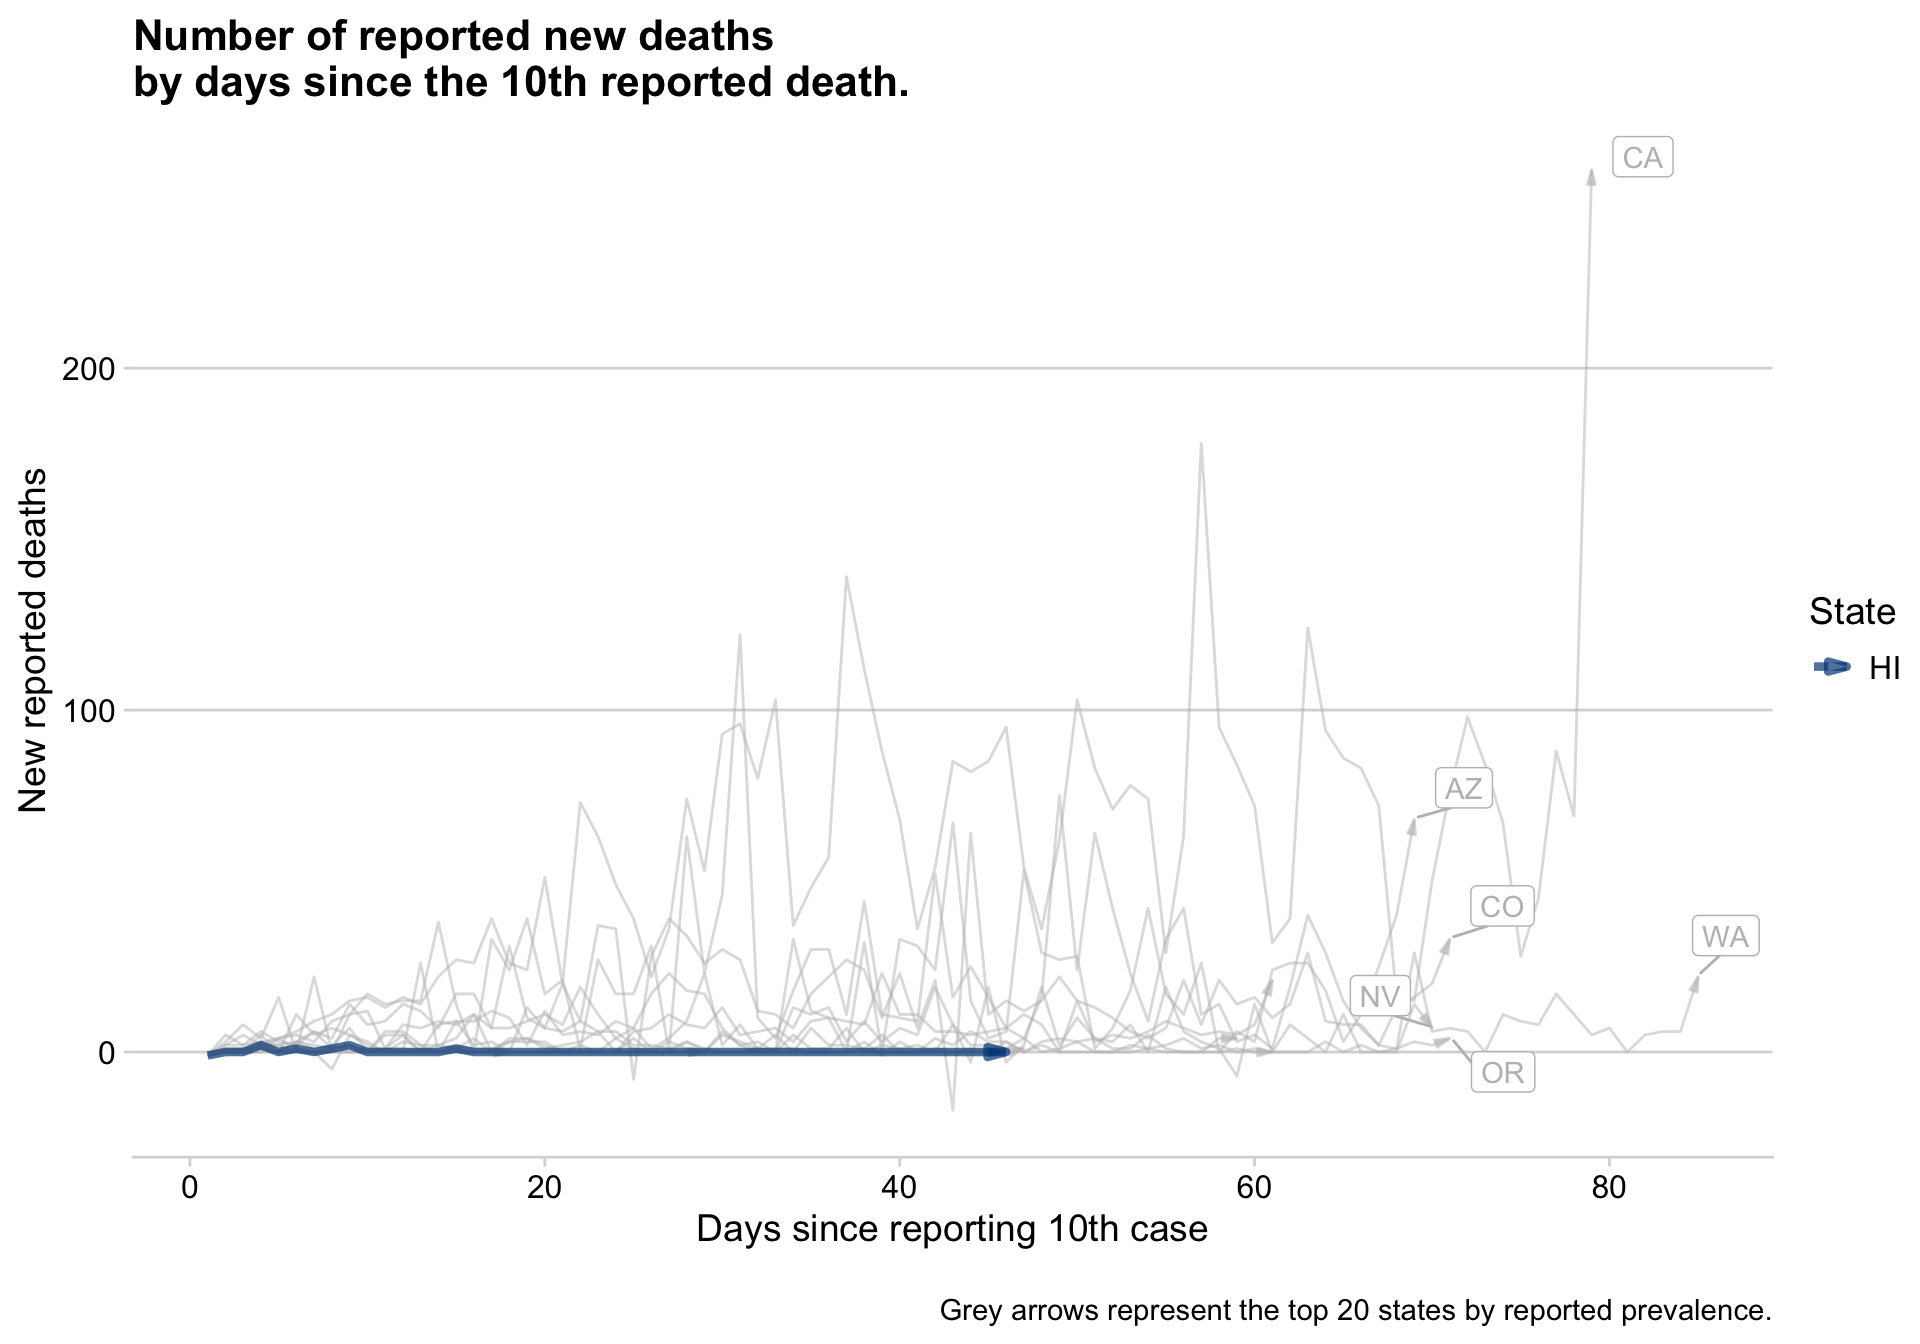 Number of reported new deaths
by days since the 10th reported death.
CA
200
New reported deaths
State
HI
100
AZ
CO
WA
NV
0
OR
0 20 40 60 80
Days since reporting 10th case
Grey arrows represent the top 20 states by reported prevalence.